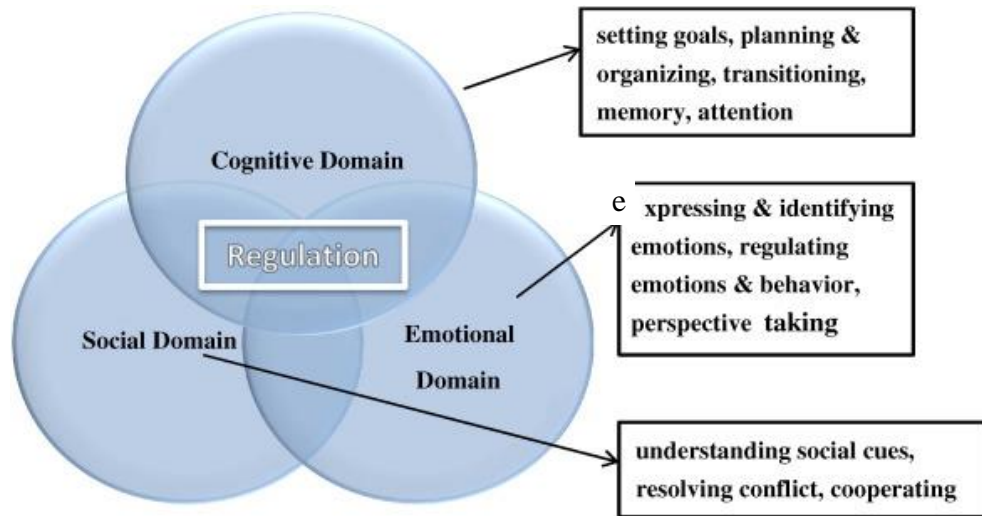 setting goals, planning &
organizing, transitioning,
memory, attention
Cognitive Domain
e xpressing & identifying
emotions, regulating
emotions & behavior,
perspective taking
Regulation
Social Domain
Emotional
Domain
understanding social cues,
resolving conflict, cooperating